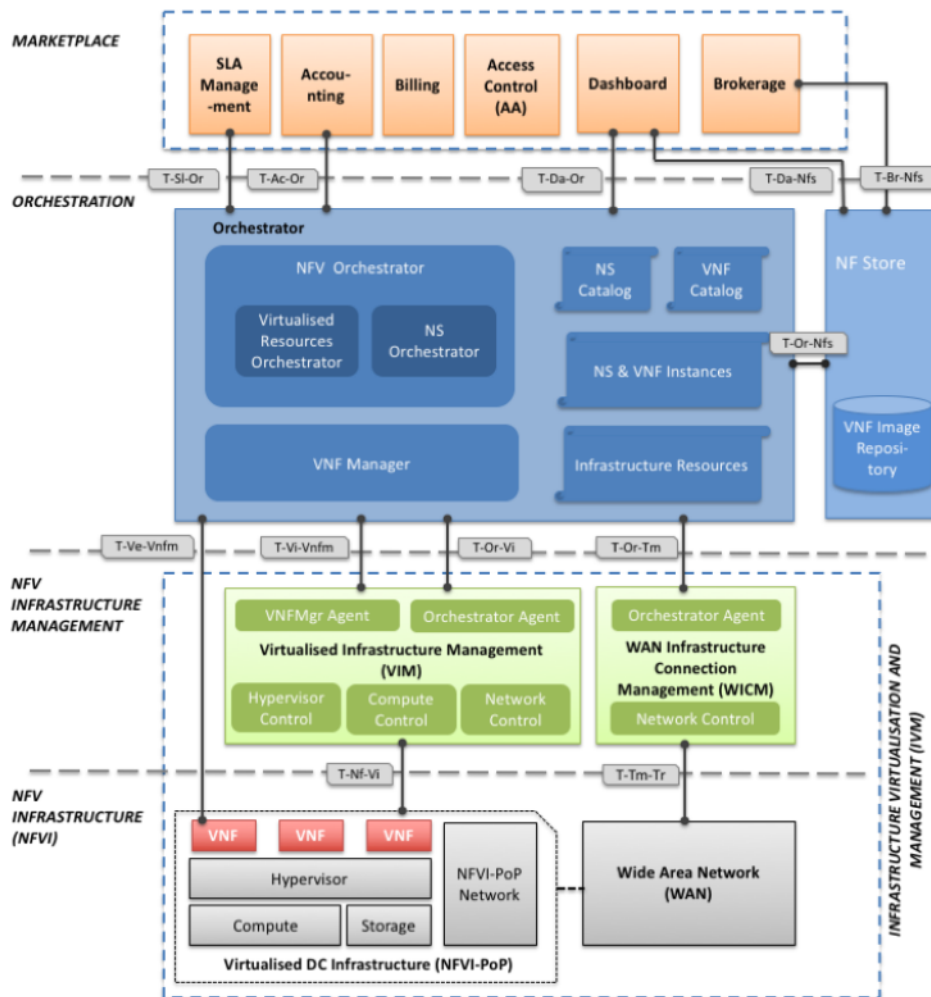 MARKETPLACE
SLA
Manage
-ment
Accou-
nting
Billing
Access
Control
(AA)
Dashboard
Brokerage
T-Sl-Or
T-Ac-Or
T-Da-Or
T-Da-Nfs
T-Br-Nfs
ORCHESTRATION
Orchestrator
NFV Orchestrator
Virtualised
Resources
Orchestrator
NS
Orchestrator
NS
Catalog
VNF
Catalog
NF Store
T-Or-Nfs
NS & VNF Instances
VNF Manager
Infrastructure Resources
VNF Image
Reposi-
tory
T-Ve-Vnfm
T-Vi-Vnfm
T-Or-Vi
T-Or-Tm
NFV
INFRASTRUCTURE
MANAGEMENT
VNFMgr Agent
Orchestrator Agent
Virtualised Infrastructure Management
(VIM)
Hypervisor
Control
Compute
Control
Network
Control
Orchestrator Agent
WAN Infrastructure
Connection
Management (WICM)
Network Control
INFRASTRUCTURE VIRTUALISATION AND
MANAGEMENT (IVM)
T-Nf-Vi
T-Tm-Tr
NFV
INFRASTRUCTURE
(NFVI)
VNF
VNF
VNF
Hypervisor
Compute
Storage
NFVI-PoP
Network
Virtualised DC Infrastructure (NFVI-PoP)
Wide Area Network
(WAN)